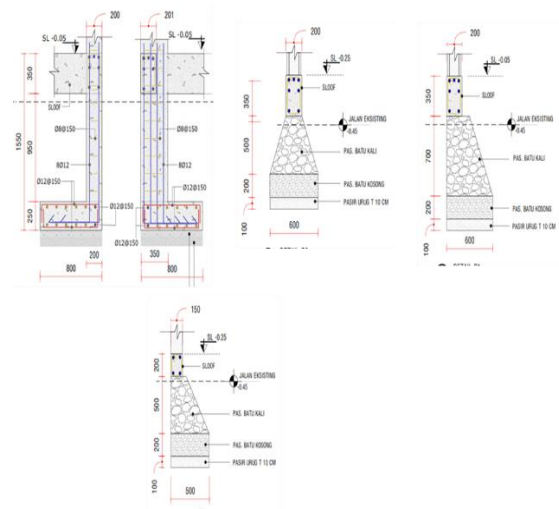 200
201
SL -0.05
SL -0.05
350
1550
950
250
SLOOF
Ø8@150
Ø8@150
8Ø12
8Ø12
Ø12@150
Ø12@150
Ø12@150
Ø12@150
Ø12@150
200
350
800
800
200
SL -0.25
SLOOF
350
JALAN EKSISTING
-0.45
500
PAS. BATU KALI
200
PAS. BATU KOSONG
PASIR URUG T 10 CM
100
600
200
SL -0.05
SLOOF
350
JALAN EKSISTING
-0.45
700
PAS. BATU KALI
200
PAS. BATU KOSONG
PASIR URUG T 10 CM
100
600
150
SL -0.25
200
SLOOF
JALAN EKSISTING
-0.45
500
PAS. BATU KALI
200
PAS. BATU KOSONG
PASIR URUG T 10 CM
100
500